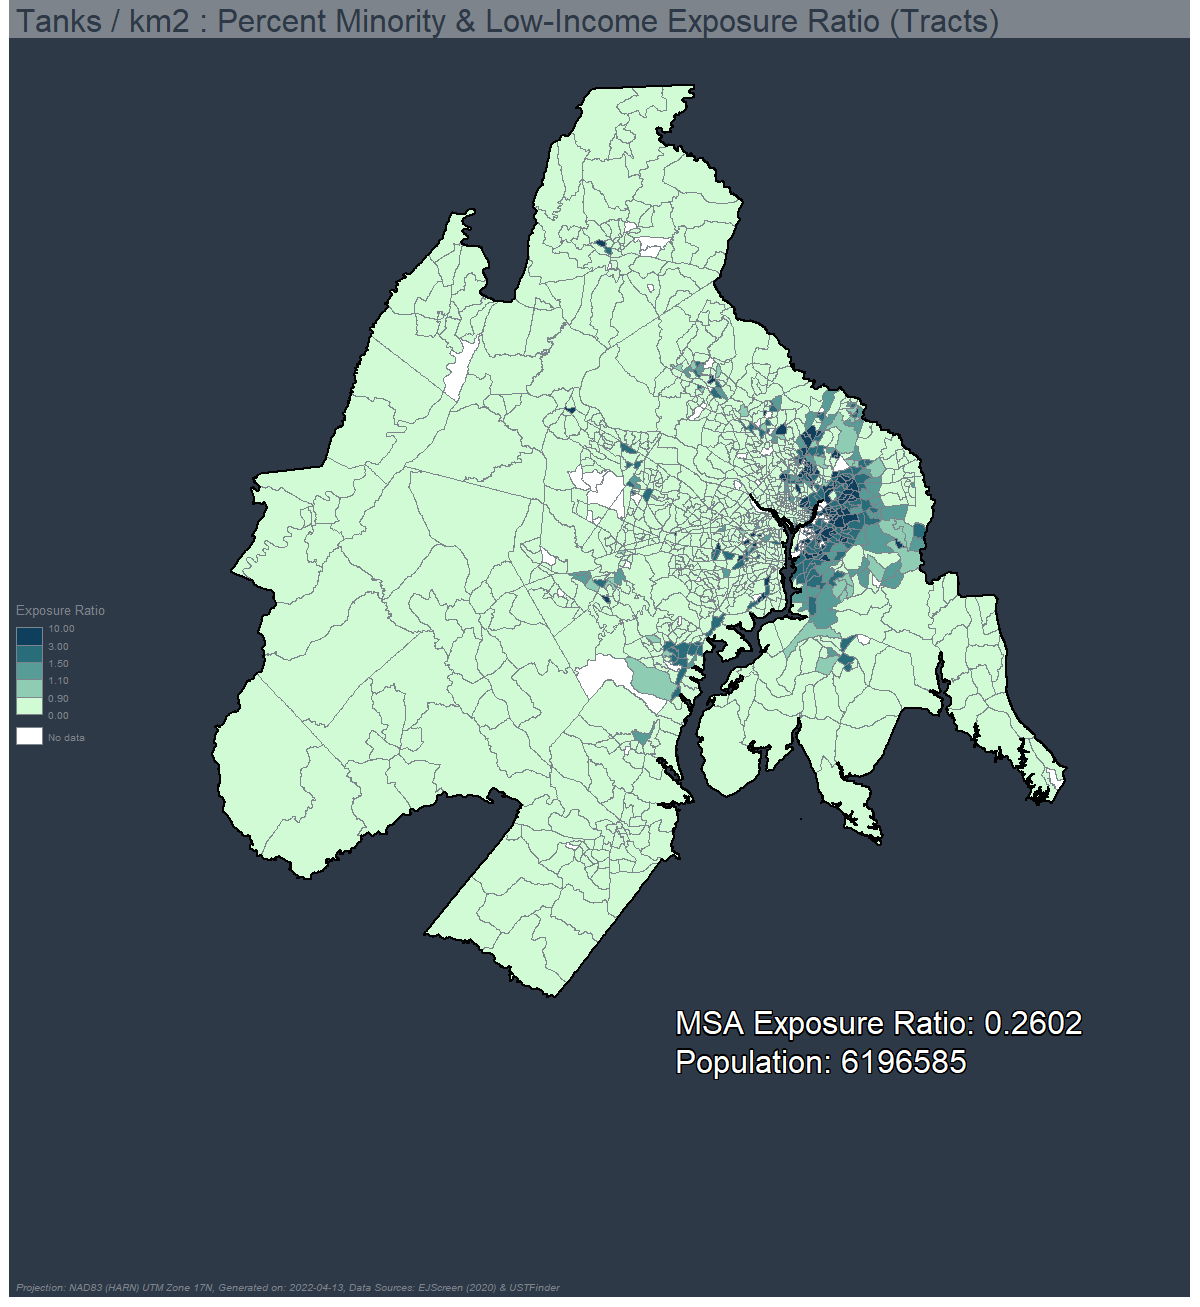 Tanks / km2 : Percent Minority & Low-Income Exposure Ratio (Tracts)
Exposure Ratio
10.00
3.00
1.50
1.10
0.90
0.00
No data
MSA Exposure Ratio: 0.2602
Population: 6196585
Projection: NAD83 (HARN) UTM Zone 17N, Generated on: 2022-04-13, Data Sources: EJScreen (2020) & USTFinder